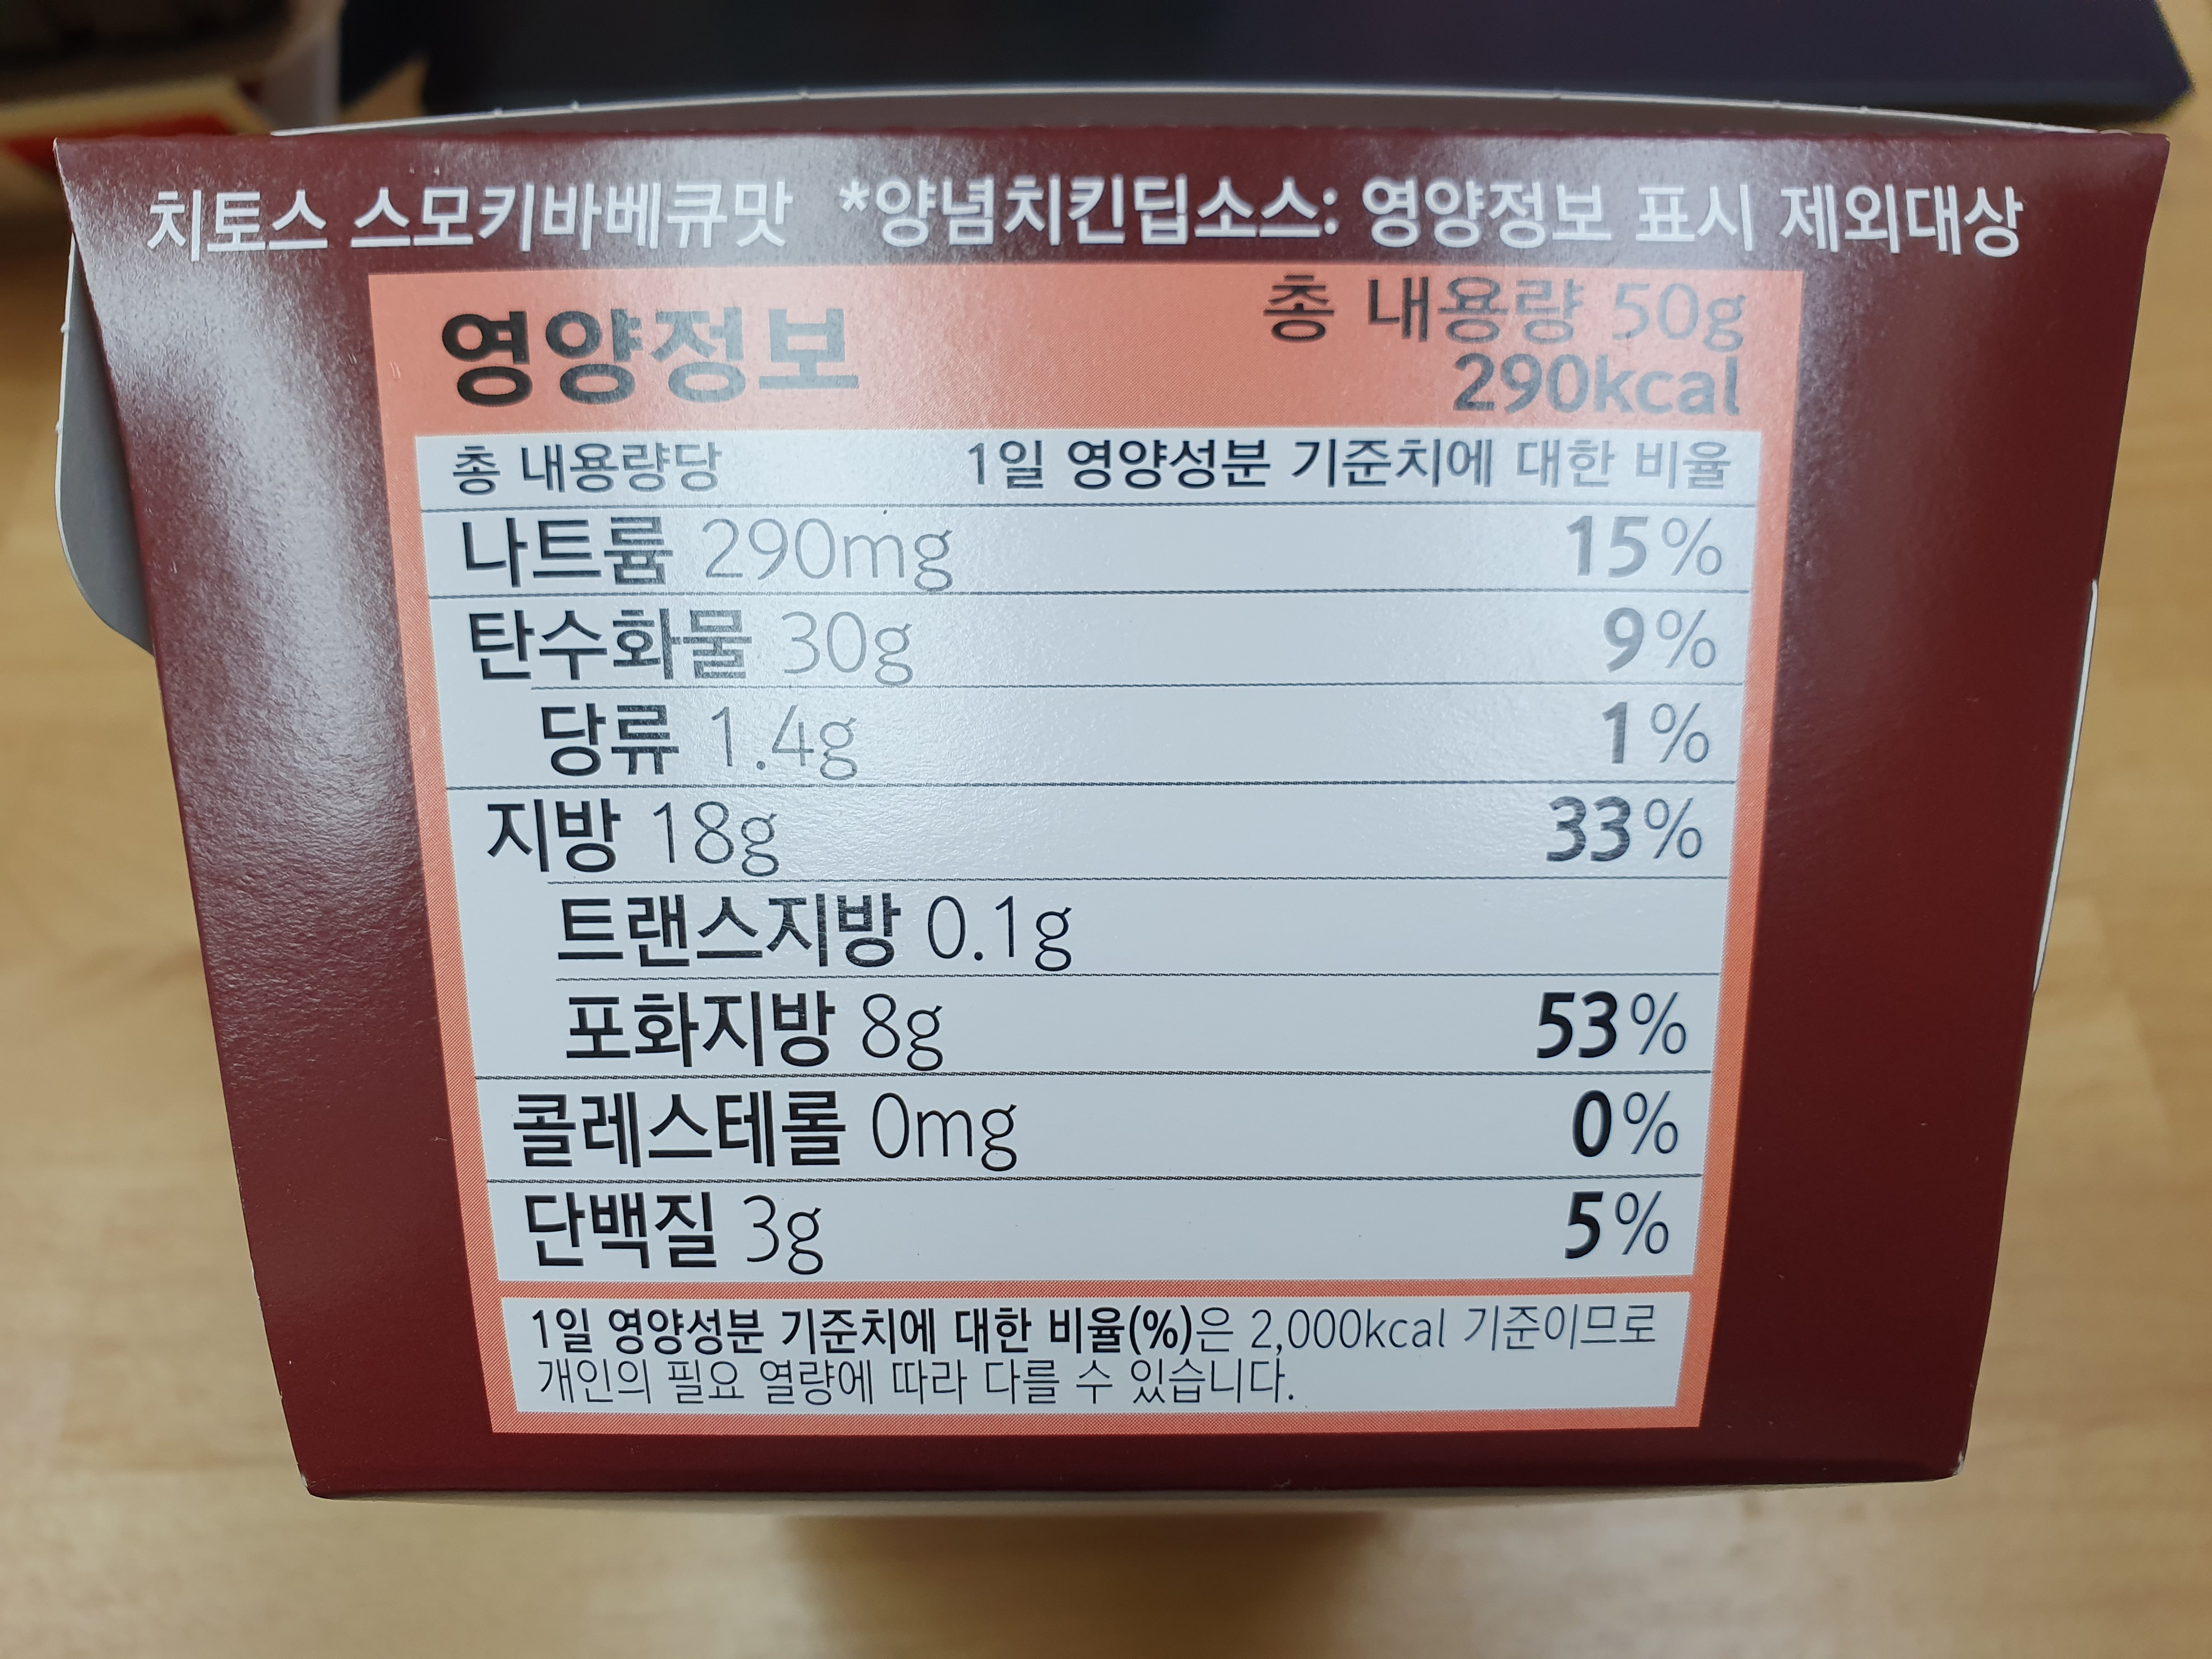 치토스 스모키바베큐맛 *양념치킨딥소스: 영양정보 표시 제외대상
영양정보
총 내용량 50g
290kcal
총 내용량당 1일 영양성분 기준치에 대한 비율
나트륨 290mg 15%
탄수화물 30g 9%
당류 1.4g 1%
지방 18g 33%
트랜스지방 0.1g
포화지방 8g 53%
콜레스테롤 0mg 0%
단백질 3g 5%
1일 영양성분 기준치에 대한 비율(%)은 2,000kcal 기준이므로
개인의 필요 열량에 따라 다를 수 있습니다.